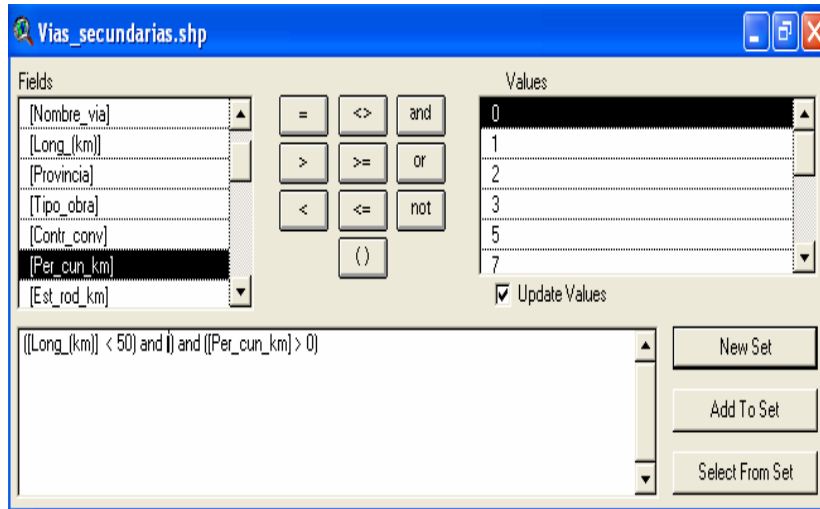 Vias_secundarias.shp
Fields
Values
[Nombre_via]
[Long_(km)]
[Provincia]
[Tipo_obra]
[Contr_conv]
[Per_cun_km]
[Est_rod_km]
= <> and
> >= or
< <= not
()
0
1
2
3
5
7
Update Values
([Long_(km)] < 50) and |) and ([Per_cun_km] > 0)
New Set
Add To Set
Select From Set